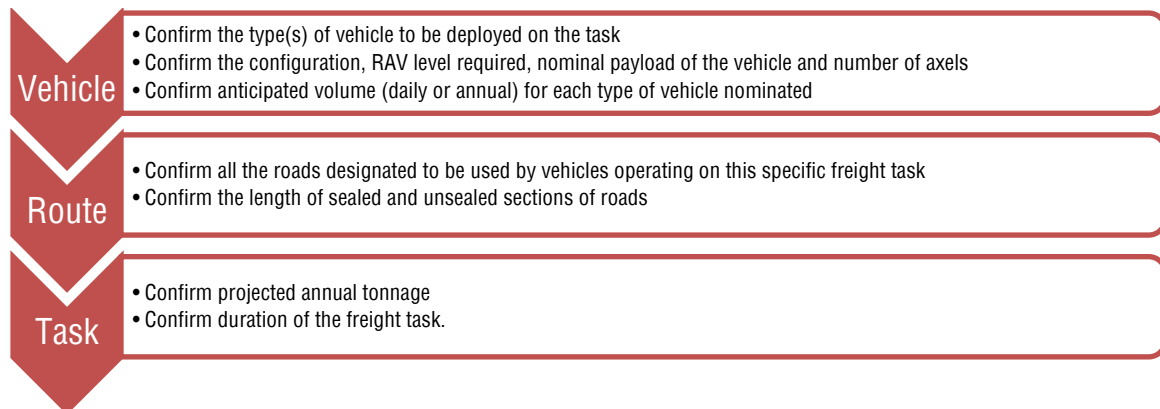 Vehicle
• Confirm the type(s) of vehicle to be deployed on the task
• Confirm the configuration, RAV level required, nominal payload of the vehicle and number of axels
• Confirm anticipated volume (daily or annual) for each type of vehicle nominated
Route
• Confirm all the roads designated to be used by vehicles operating on this specific freight task
• Confirm the length of sealed and unsealed sections of roads
Task
• Confirm projected annual tonnage
• Confirm duration of the freight task.